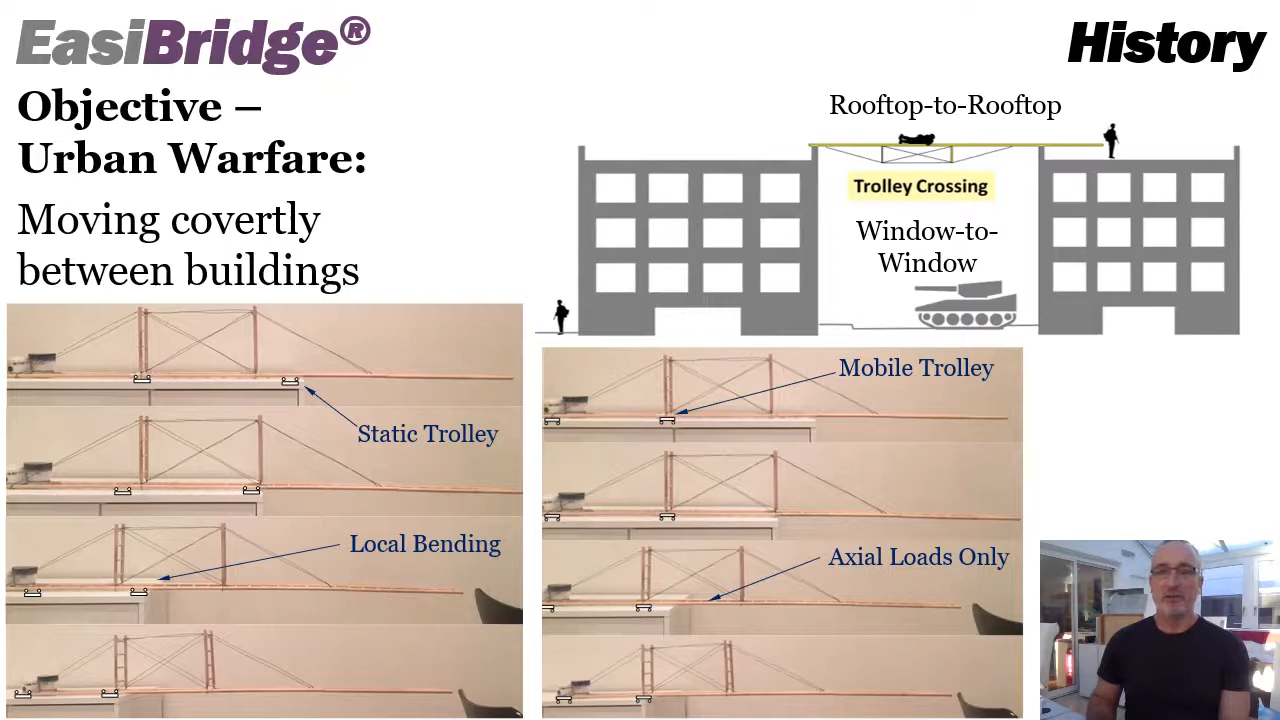 EasiBridge®
History
Objective –
Urban Warfare:
Moving covertly
between buildings
Rooftop-to-Rooftop
Trolley Crossing
Window-to-
Window
Static Trolley
Local Bending
Mobile Trolley
Axial Loads Only